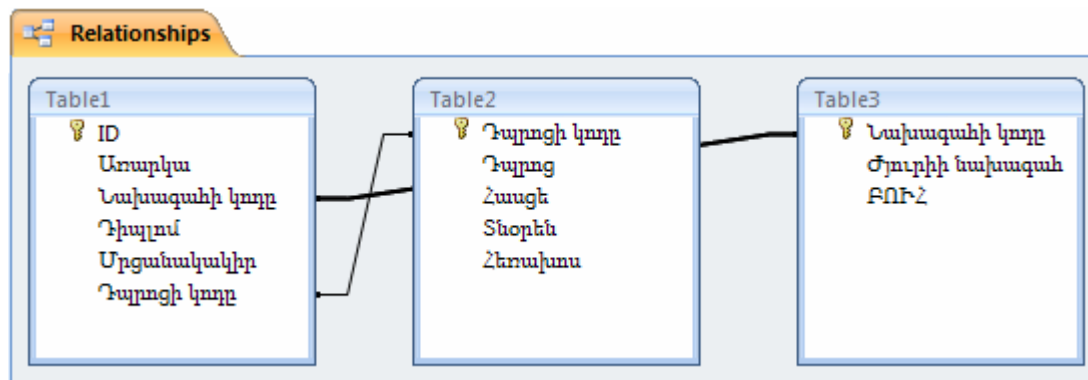 Relationships
Table1
ID
Առարկա
Նախագահի կոդը
Դիպլոմ
Մրցանակակիր
Դպրոցի կոդը
Table2
Դպրոցի կոդը
Դպրոց
Հասցե
Տնօրեն
Հեռախոս
Table3
Նախագահի կոդը
Ժյուրիի նախագահ
ԲՈՒՀ